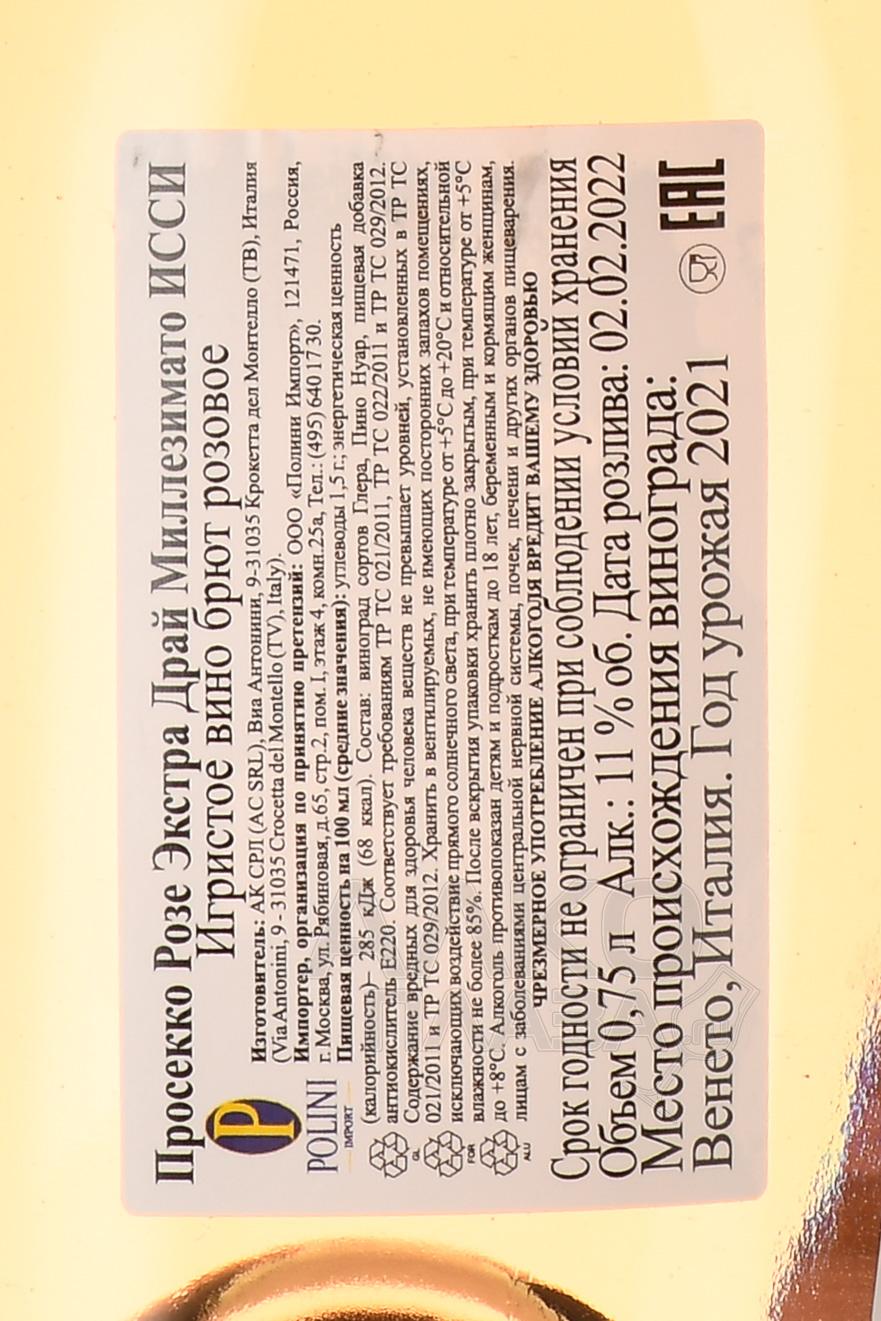 Просекко Розе Экстра Драй Миллезимато ИССИ
Игристое вино брют розовое
Изготовитель: АК СРЛ (AC SRL), Виа Антонини, 9-31035 Крокетта дел Монтелло (ТВ), Италия
(Via Antonini, 9 - 31035 Crocetta del Montello (TV), Italy).
Импортер, организация по принятию претензий: ООО «Полини Импорт», 121471, Россия,
г. Москва, ул. Рябиновая, д.65, стр.2, пом. I, этаж 4, комн.25а, Тел.: (495) 640 17 30.
Пищевая ценность на 100 мл (средние значения): углеводы 1,5 г.; энергетическая ценность
(калорийность)– 285 кДж (68 ккал). Состав: виноград сортов Глера, Пино Нуар, пищевая добавка
антиокислитель Е220. Соответствует требованиям ТР ТС 021/2011, ТР ТС 022/2011 и ТР ТС 029/2012.
Содержание вредных для здоровья человека веществ не превышает уровней, установленных в ТР ТС
021/2011 и ТР ТС 029/2012. Хранить в вентилируемых, не имеющих посторонних запахов помещениях,
исключающих воздействие прямого солнечного света, при температуре от +5°С до +20°С и относительной
влажности не более 85%. После вскрытия упаковки хранить плотно закрытым, при температуре от +5°С
до +8°С. Алкоголь противопоказан детям и подросткам до 18 лет, беременным и кормящим женщинам,
лицам с заболеваниями центральной нервной системы, почек, печени и других органов пищеварения.
ЧРЕЗМЕРНОЕ УПОТРЕБЛЕНИЕ АЛКОГОЛЯ ВРЕДИТ ВАШЕМУ ЗДОРОВЬЮ
Срок годности не ограничен при соблюдении условий хранения
Объем 0,75 л Алк.: 11 % об. Дата розлива: 02.02.2022
Место происхождения винограда:
Венето, Италия. Год урожая 2021
P
POLINI
IMPORT
GL
FOR
ALU
EAC